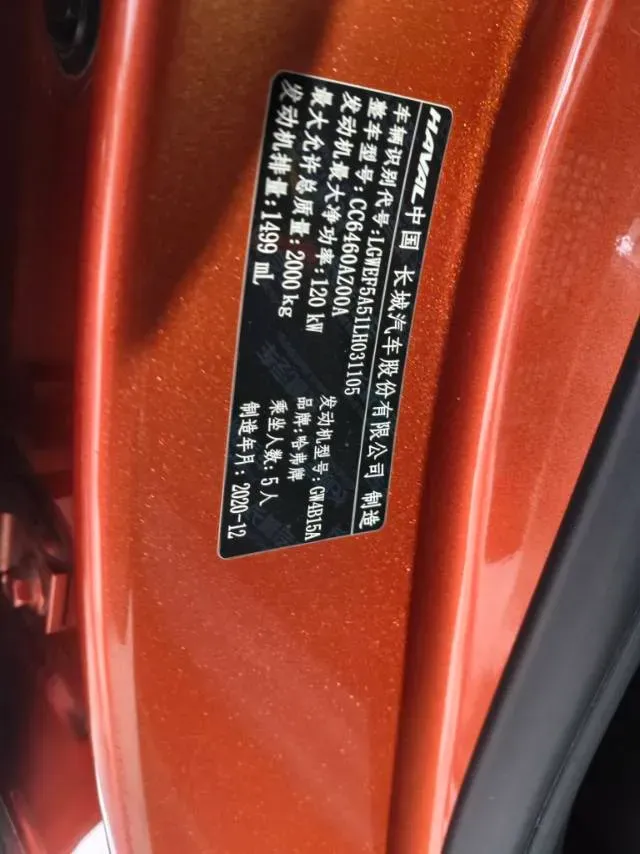 HAVAL 中国 长城汽车股份有限公司 制造
车辆识别代号:LGWEF5A51LH031105
整车型号:CC6460AZ00A
发动机型号:GW4B15A
发动机最大净功率:120 kW
品牌:哈弗牌
最大允许总质量:2000 kg
乘坐人数:5人
发动机排量:1499 mL
制造年月:2020-12